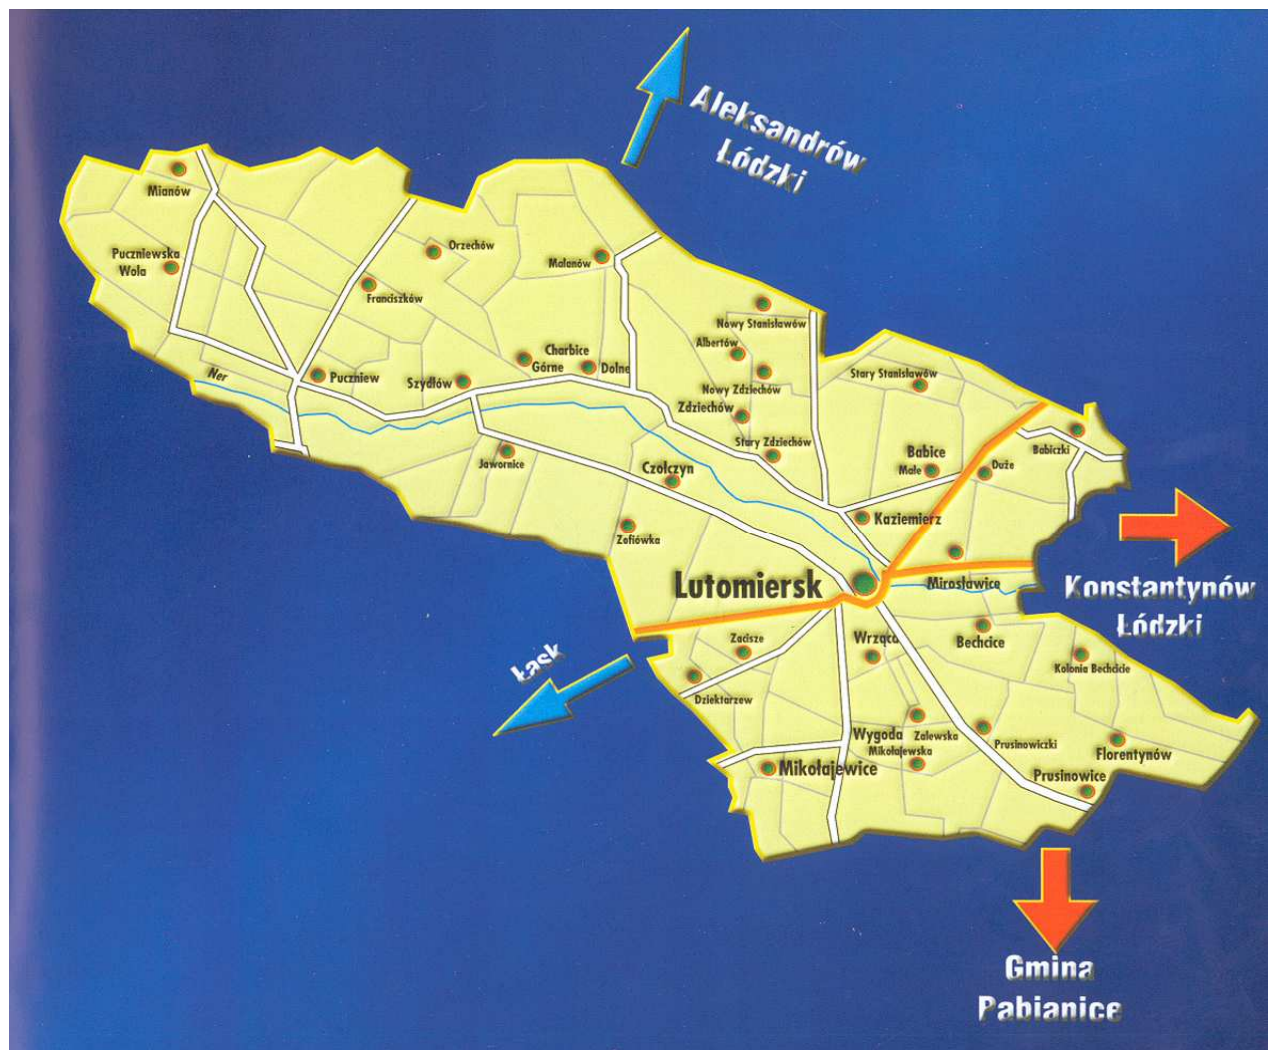 Aleksandrów
Łódzki
Mianów
Puczniewska
Wola
Orzechów
Malanów
Franciszków
Nowy Stanisławów
Albertów
Charbice
Górne
Dolne
Ner
Puczniew
Szydłów
Nowy Zdziechów
Stary Stanisławów
Zdziechów
Stary Zdziechów
Babice
Małe
Duże
Babiczki
Jawornice
Czołczyn
Kaziemierz
Zofiówka
Lutomiersk
Mirosławice
Konstantynów
Łódzki
Zacisze
Wrząca
Bechcice
Kolonia Bechcicie
Łask
Dziektarzew
Wygoda
Zalewska
Mikołajewska
Prusinowiczki
Florentynów
Mikołajewice
Prusinowice
Gmina
Pabianice